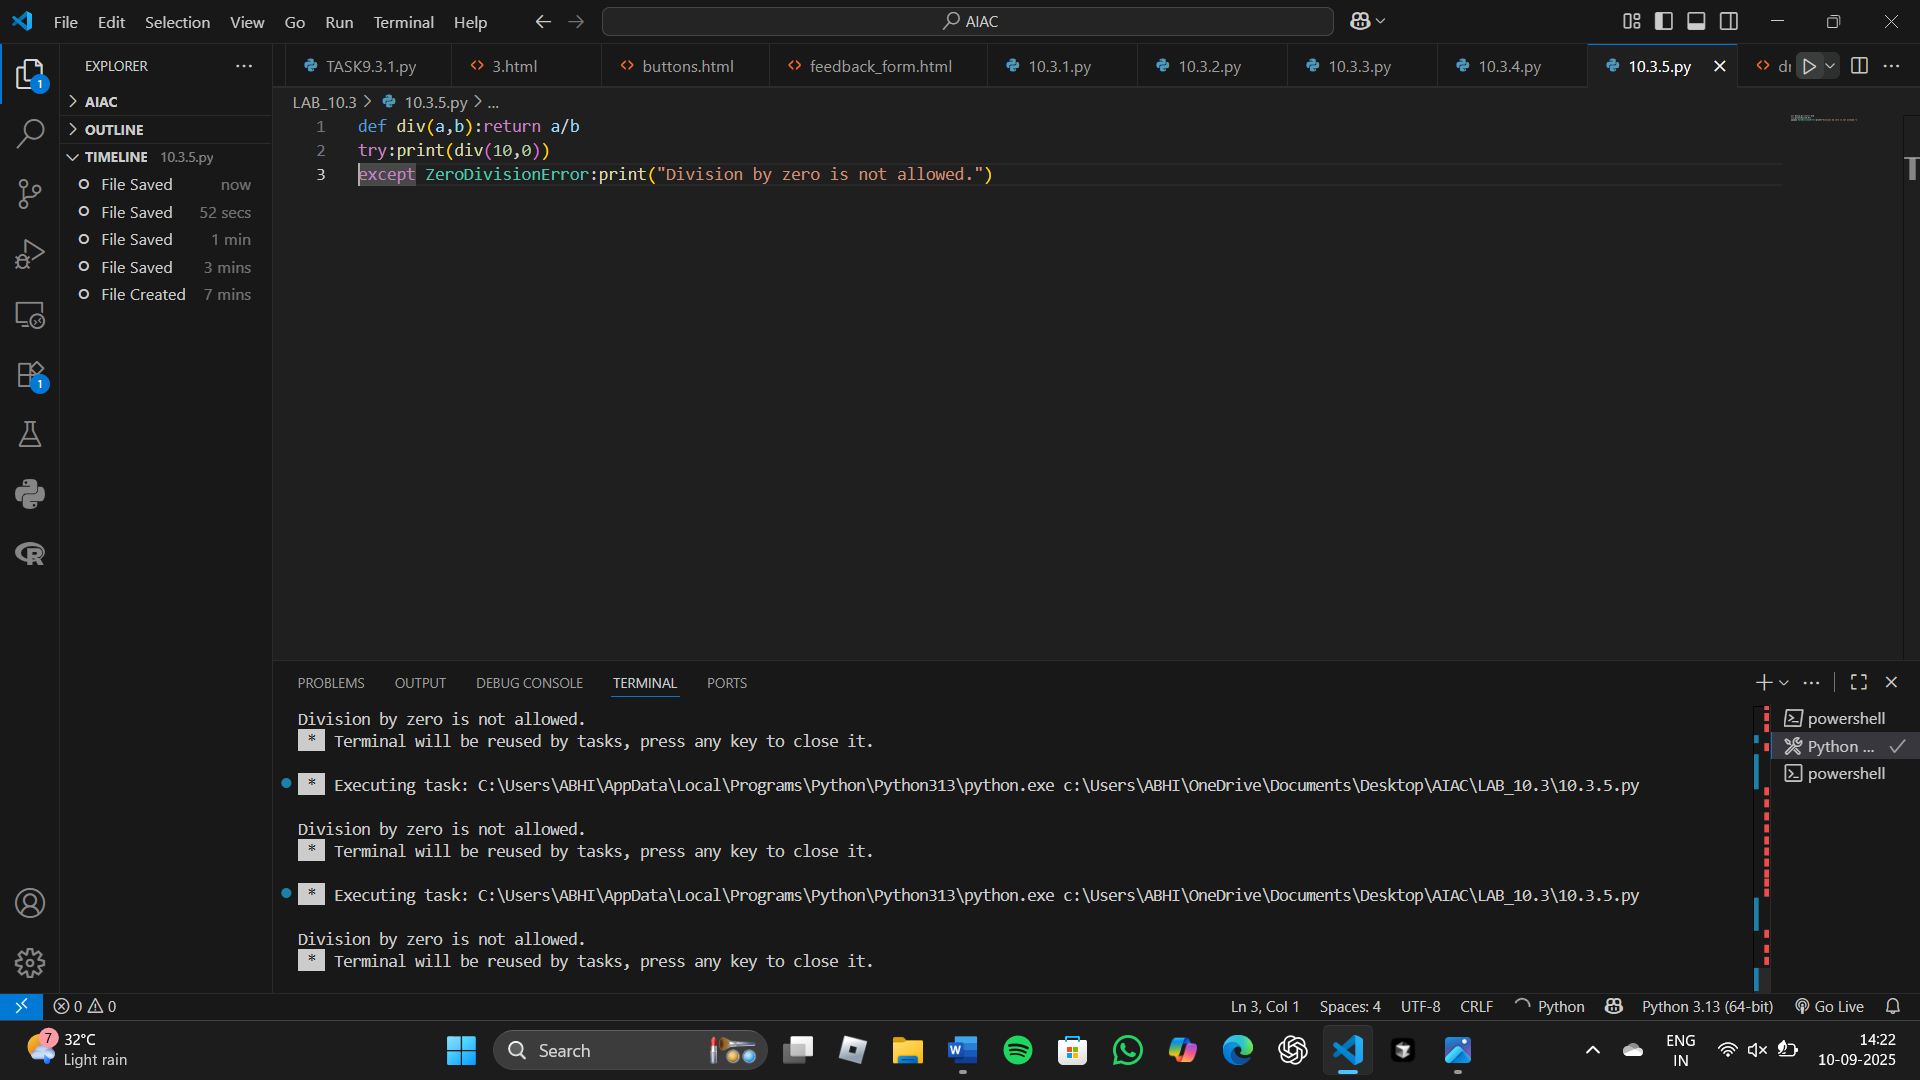 File Edit Selection View Go Run Terminal Help
AIAC
EXPLORER
TASK9.3.1.py 3.html buttons.html feedback_form.html 10.3.1.py 10.3.2.py 10.3.3.py 10.3.4.py 10.3.5.py
1
AIAC
OUTLINE
TIMELINE 10.3.5.py
File Saved now
File Saved 52 secs
File Saved 1 min
File Saved 3 mins
File Created 7 mins
1
LAB_10.3 > 10.3.5.py > ...
1 def div(a,b):return a/b
2 try:print(div(10,0))
3 except ZeroDivisionError:print("Division by zero is not allowed.")
PROBLEMS OUTPUT DEBUG CONSOLE TERMINAL PORTS
Division by zero is not allowed.
* Terminal will be reused by tasks, press any key to close it.
* Executing task: C:\Users\ABHI\AppData\Local\Programs\Python\Python313\python.exe c:\Users\ABHI\OneDrive\Documents\Desktop\AIAC\LAB_10.3\10.3.5.py
Division by zero is not allowed.
* Terminal will be reused by tasks, press any key to close it.
* Executing task: C:\Users\ABHI\AppData\Local\Programs\Python\Python313\python.exe c:\Users\ABHI\OneDrive\Documents\Desktop\AIAC\LAB_10.3\10.3.5.py
Division by zero is not allowed.
* Terminal will be reused by tasks, press any key to close it.
powershell
Python ...
powershell
0 0
Ln 3, Col 1 Spaces: 4 UTF-8 CRLF Python Python 3.13 (64-bit) Go Live
7
32°C
Light rain
Search
ENG
IN
14:22
10-09-2025